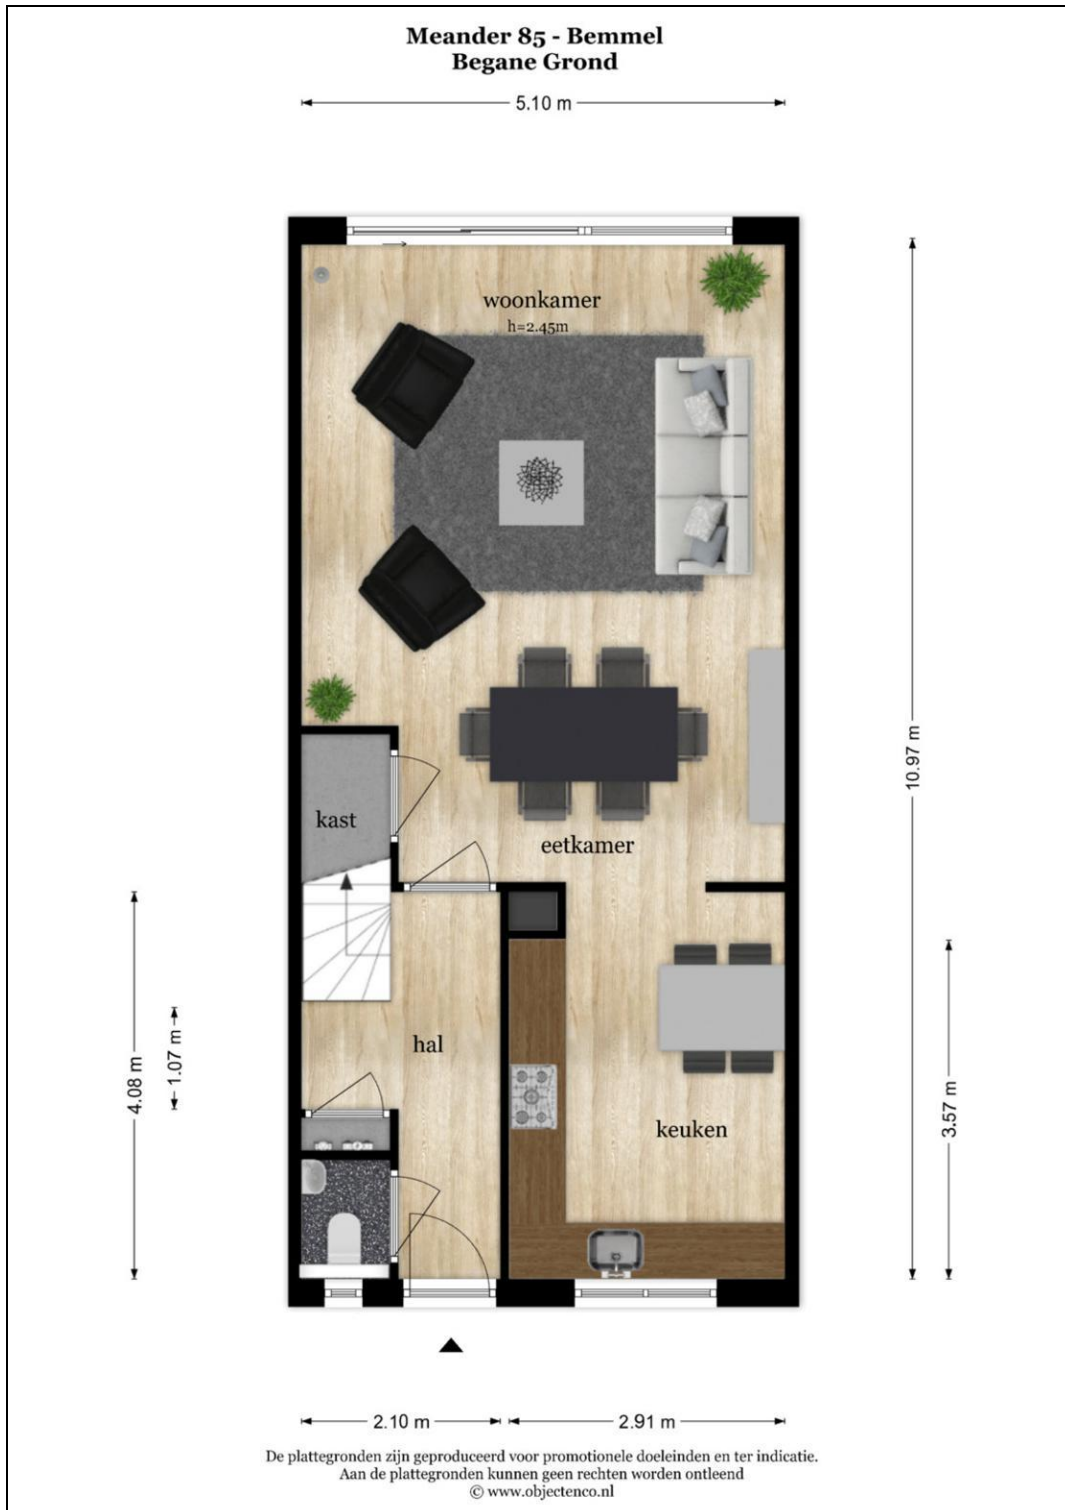 Meander 85 - Bemmel
Begane Grond
5.10 m
woonkamer
h=2.45m
10.97 m
kast
eetkamer
4.08 m
1.07 m
hal
keuken
3.57 m
2.10 m
2.91 m
De plattegronden zijn geproduceerd voor promotionele doeleinden en ter indicatie.
Aan de plattegronden kunnen geen rechten worden ontleend
© www.objectenco.nl